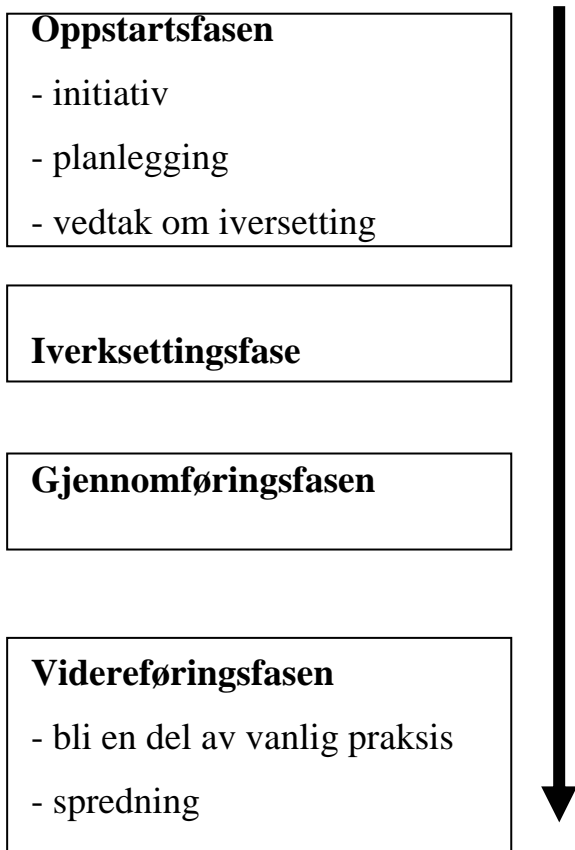 Oppstartsfasen
- initiativ
- planlegging
- vedtak om iversetting
Iverksettingsfase
Gjennomføringsfasen
Videreføringsfasen
- bli en del av vanlig praksis
- spredning